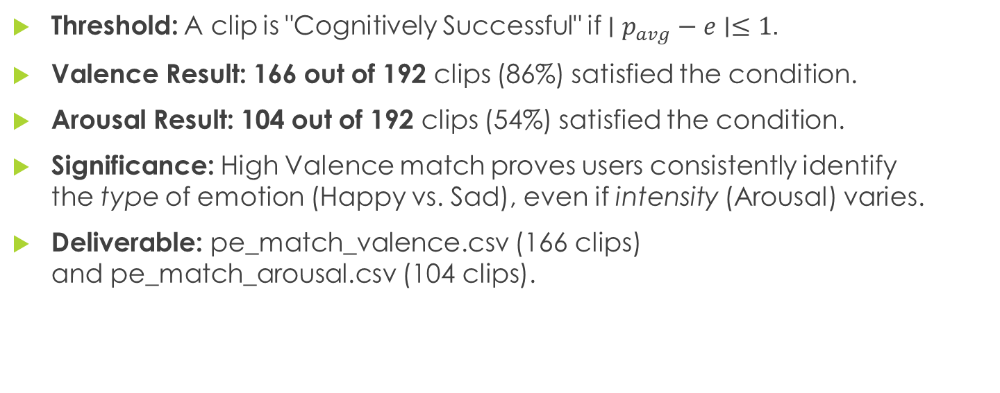 Threshold: A clip is "Cognitively Successful" if ∣ 𝑝𝑎𝑣𝑔 − 𝑒 ∣≤ 1.
Valence Result: 166 out of 192 clips (86%) satisfied the condition.
Arousal Result: 104 out of 192 clips (54%) satisfied the condition.
Significance: High Valence match proves users consistently identify
the type of emotion (Happy vs. Sad), even if intensity (Arousal) varies.
Deliverable: pe_match_valence.csv (166 clips)
and pe_match_arousal.csv (104 clips).